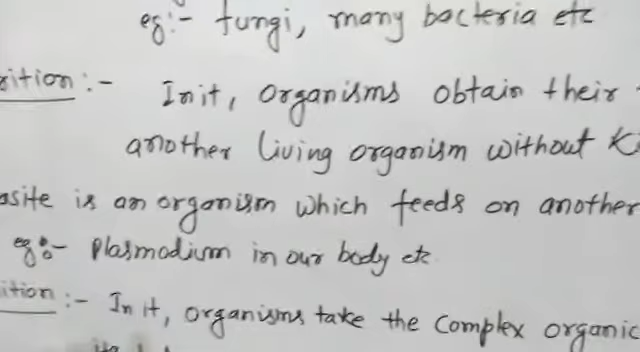 eg:- fungi, many bacteria etc
rition :- In it, organisms obtain their
another living organism without
asite is an organism which feeds on another
eg:- Plasmodium in our body etc
ition :- In it, organisms take the complex organic